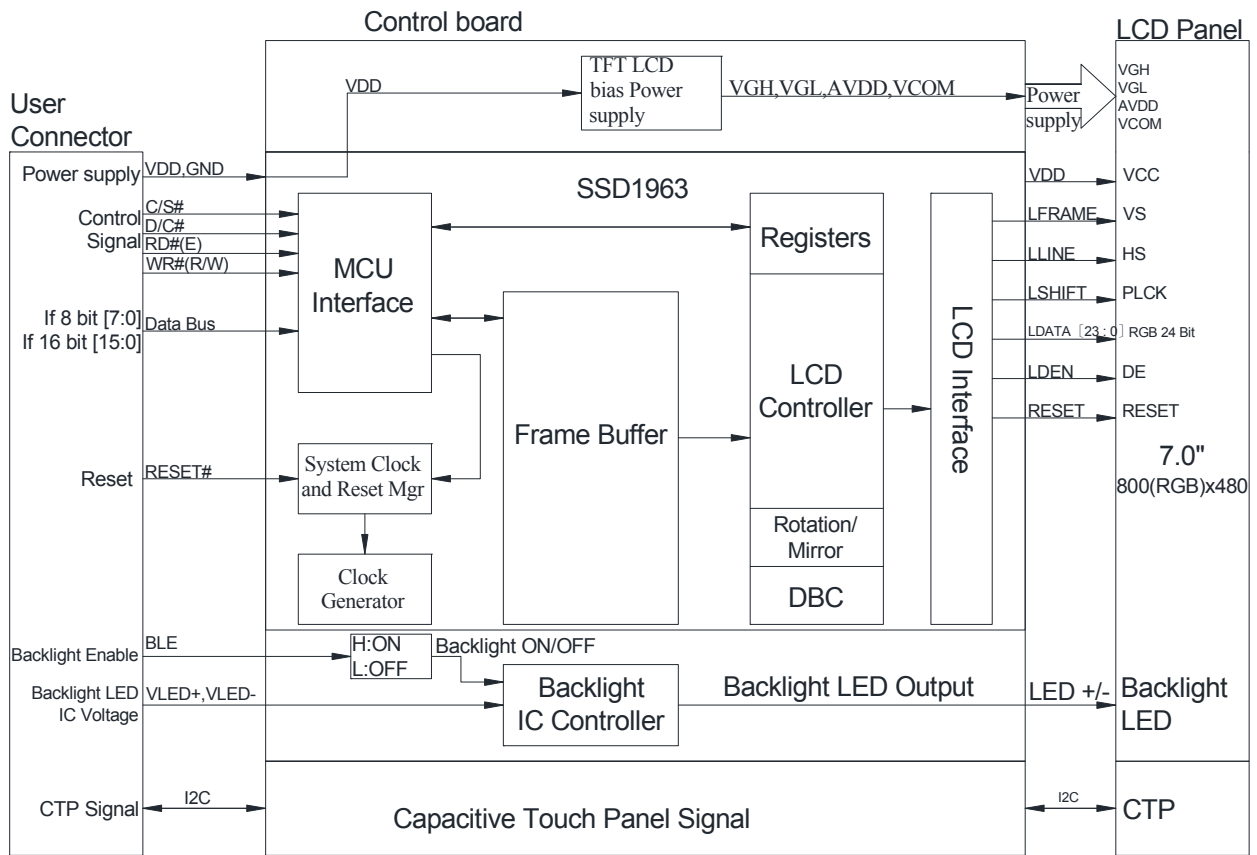 Control board
LCD Panel
User
Connector
VDD
TFT LCD
bias Power
supply
VGH,VGL,AVDD,VCOM
Power
supply
VGH
VGL
AVDD
VCOM
Power supply
VDD,GND
SSD1963
VDD
VCC
Control
Signal
C/S#
D/C#
RD#(E)
WR#(R/W)
MCU
Interface
Registers
LCD Interface
LFRAME
VS
LLINE
HS
LSHIFT
PLCK
LDATA [23:0]
RGB 24 Bit
LDEN
DE
RESET
RESET
If 8 bit [7:0]
If 16 bit [15:0]
Data Bus
LCD
Controller
Frame Buffer
7.0"
800(RGB)x480
Reset
RESET#
System Clock
and Reset Mgr
Rotation/
Mirror
Clock
Generator
DBC
Backlight Enable
BLE
H:ON
L:OFF
Backlight ON/OFF
Backlight LED
IC Voltage
VLED+,VLED-
Backlight
IC Controller
Backlight LED Output
LED +/-
Backlight
LED
CTP Signal
I2C
Capacitive Touch Panel Signal
I2C
CTP